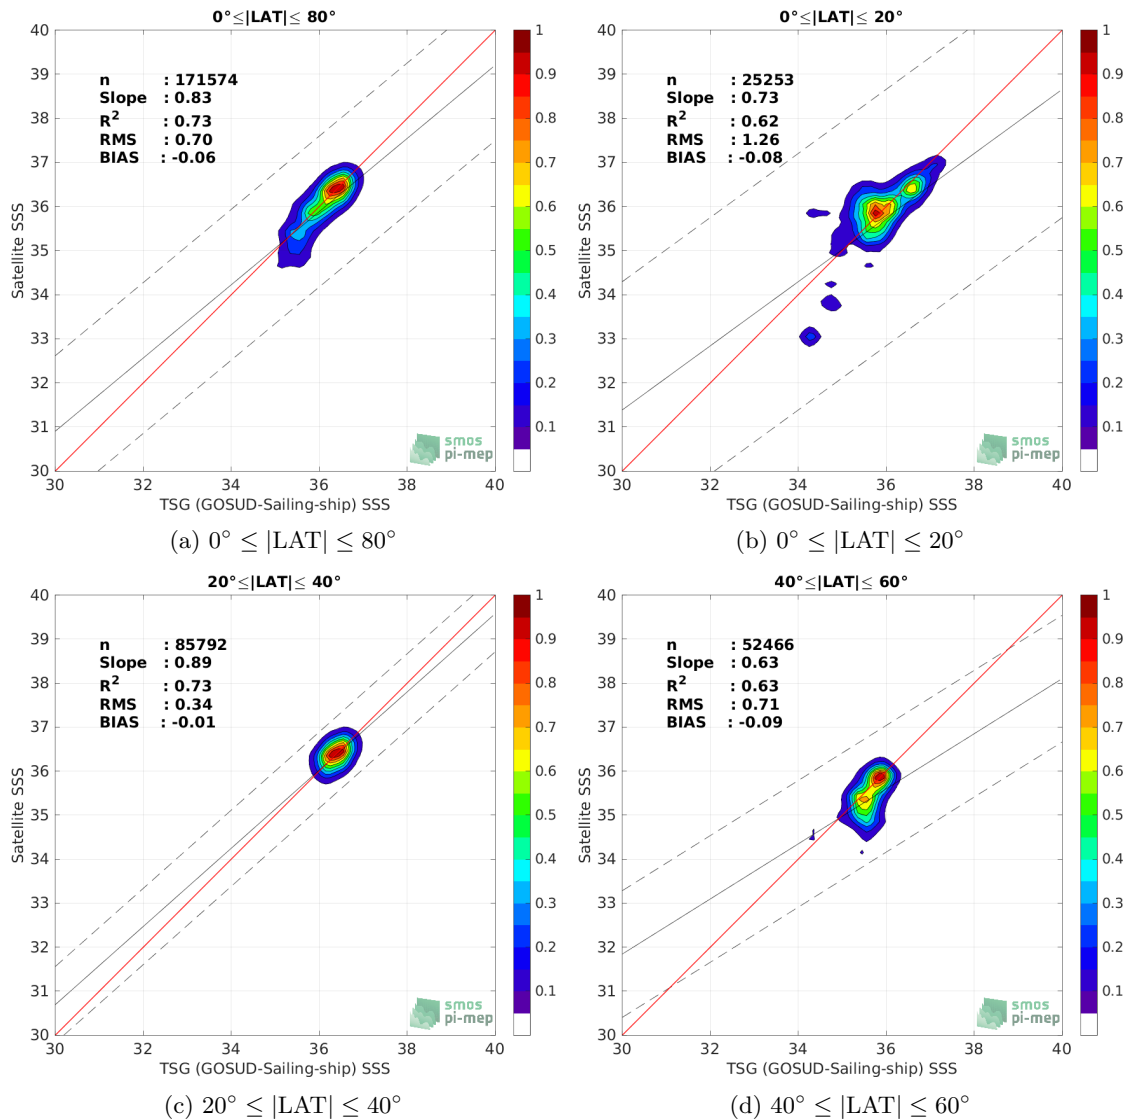 0°≤|LAT|≤ 80°
40
39
38
37
36
35
34
33
32
31
30
Satellite SSS
n : 171574
Slope : 0.83
R² : 0.73
RMS : 0.70
BIAS : -0.06
smos
pi-mep
30 32 34 36 38 40
TSG (GOSUD-Sailing-ship) SSS
1
0.9
0.8
0.7
0.6
0.5
0.4
0.3
0.2
0.1
(a) 0° ≤ |LAT| ≤ 80°
0°≤|LAT|≤ 20°
40
39
38
37
36
35
34
33
32
31
30
Satellite SSS
n : 25253
Slope : 0.73
R² : 0.62
RMS : 1.26
BIAS : -0.08
smos
pi-mep
30 32 34 36 38 40
TSG (GOSUD-Sailing-ship) SSS
1
0.9
0.8
0.7
0.6
0.5
0.4
0.3
0.2
0.1
(b) 0° ≤ |LAT| ≤ 20°
20°≤|LAT|≤ 40°
40
39
38
37
36
35
34
33
32
31
30
Satellite SSS
n : 85792
Slope : 0.89
R² : 0.73
RMS : 0.34
BIAS : -0.01
smos
pi-mep
30 32 34 36 38 40
TSG (GOSUD-Sailing-ship) SSS
1
0.9
0.8
0.7
0.6
0.5
0.4
0.3
0.2
0.1
(c) 20° ≤ |LAT| ≤ 40°
40°≤|LAT|≤ 60°
40
39
38
37
36
35
34
33
32
31
30
Satellite SSS
n : 52466
Slope : 0.63
R² : 0.63
RMS : 0.71
BIAS : -0.09
smos
pi-mep
30 32 34 36 38 40
TSG (GOSUD-Sailing-ship) SSS
1
0.9
0.8
0.7
0.6
0.5
0.4
0.3
0.2
0.1
(d) 40° ≤ |LAT| ≤ 60°